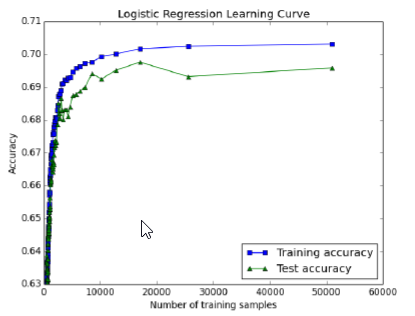 Logistic Regression Learning Curve
0.71
0.70
0.69
0.68
0.67
0.66
0.65
0.64
0.63
Accuracy
Training accuracy
Test accuracy
0 10000 20000 30000 40000 50000 60000
Number of training samples